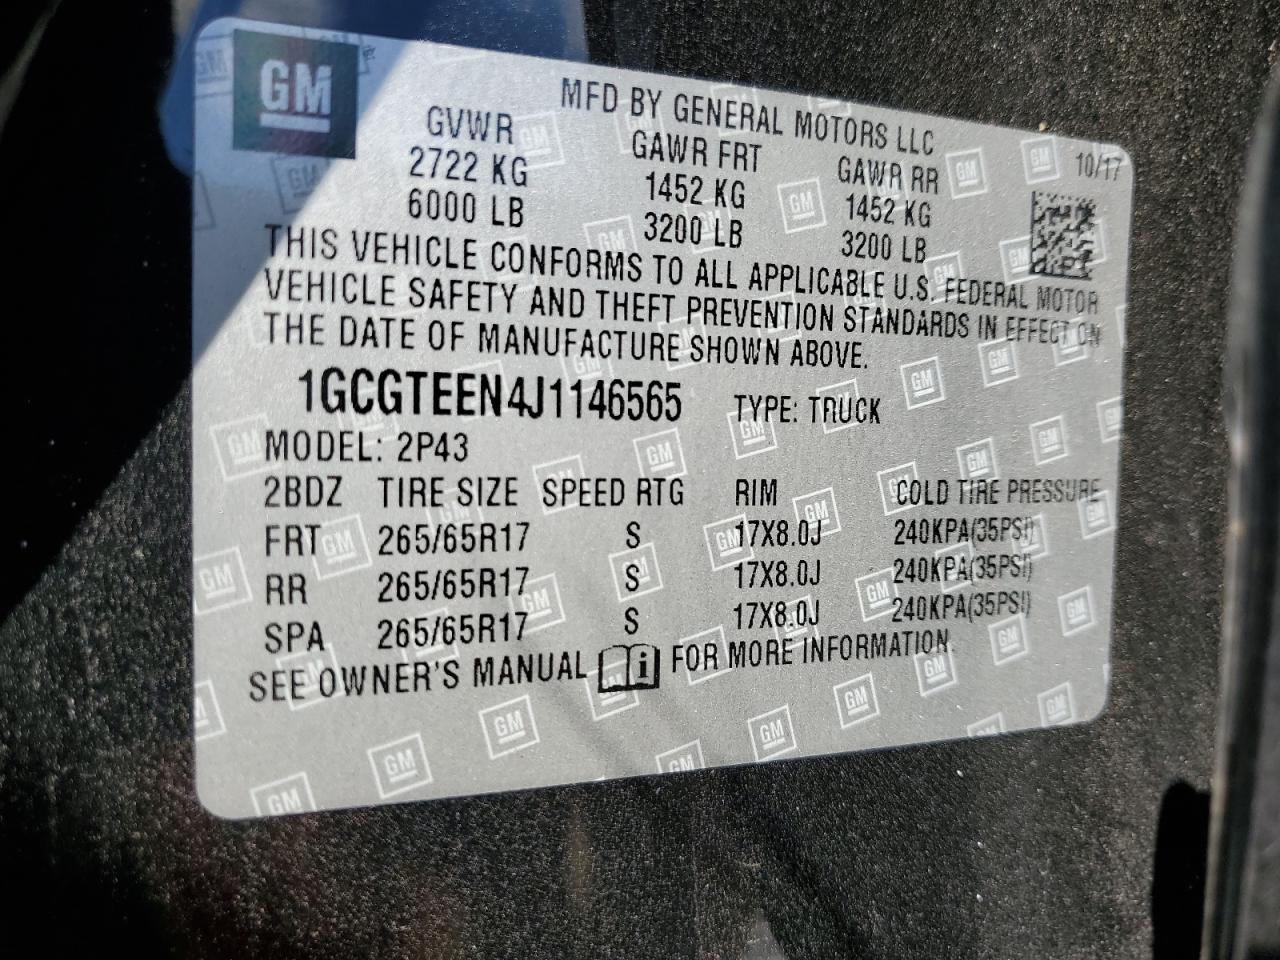 GM
MFD BY GENERAL MOTORS LLC
10/17
GVWR GAWR FRT GAWR RR
2722 KG 1452 KG 1452 KG
6000 LB 3200 LB 3200 LB
THIS VEHICLE CONFORMS TO ALL APPLICABLE U.S. FEDERAL MOTOR
VEHICLE SAFETY AND THEFT PREVENTION STANDARDS IN EFFECT ON
THE DATE OF MANUFACTURE SHOWN ABOVE.
1GCGTEEN4J1146565 TYPE: TRUCK
MODEL: 2P43
2BDZ TIRE SIZE SPEED RTG RIM COLD TIRE PRESSURE
FRT 265/65R17 S 17X8.0J 240KPA(35PSI)
RR 265/65R17 S 17X8.0J 240KPA(35PSI)
SPA 265/65R17 S 17X8.0J 240KPA(35PSI)
SEE OWNER'S MANUAL i FOR MORE INFORMATION.